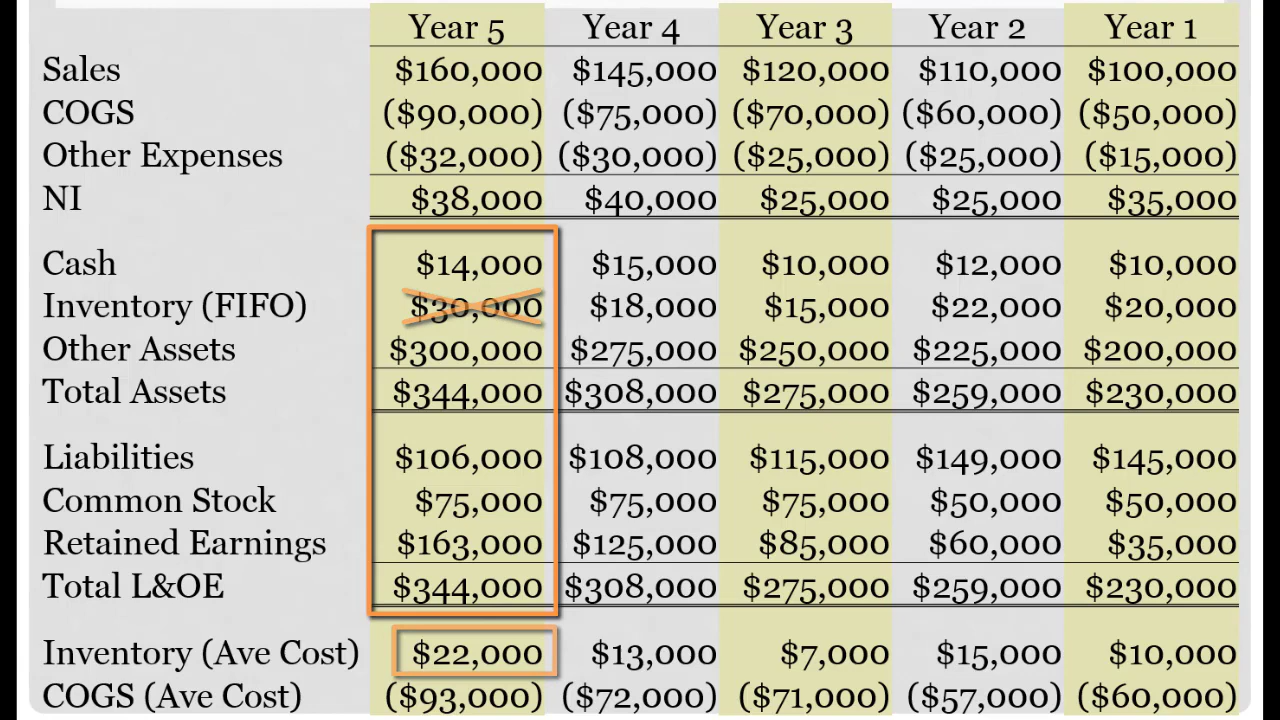 Year 5 Year 4 Year 3 Year 2 Year 1
Sales $160,000 $145,000 $120,000 $110,000 $100,000
COGS ($90,000) ($75,000) ($70,000) ($60,000) ($50,000)
Other Expenses ($32,000) ($30,000) ($25,000) ($25,000) ($15,000)
NI $38,000 $40,000 $25,000 $25,000 $35,000
Cash $14,000 $15,000 $10,000 $12,000 $10,000
Inventory (FIFO) $30,000 $18,000 $15,000 $22,000 $20,000
Other Assets $300,000 $275,000 $250,000 $225,000 $200,000
Total Assets $344,000 $308,000 $275,000 $259,000 $230,000
Liabilities $106,000 $108,000 $115,000 $149,000 $145,000
Common Stock $75,000 $75,000 $75,000 $50,000 $50,000
Retained Earnings $163,000 $125,000 $85,000 $60,000 $35,000
Total L&OE $344,000 $308,000 $275,000 $259,000 $230,000
Inventory (Ave Cost) $22,000 $13,000 $7,000 $15,000 $10,000
COGS (Ave Cost) ($93,000) ($72,000) ($71,000) ($57,000) ($60,000)